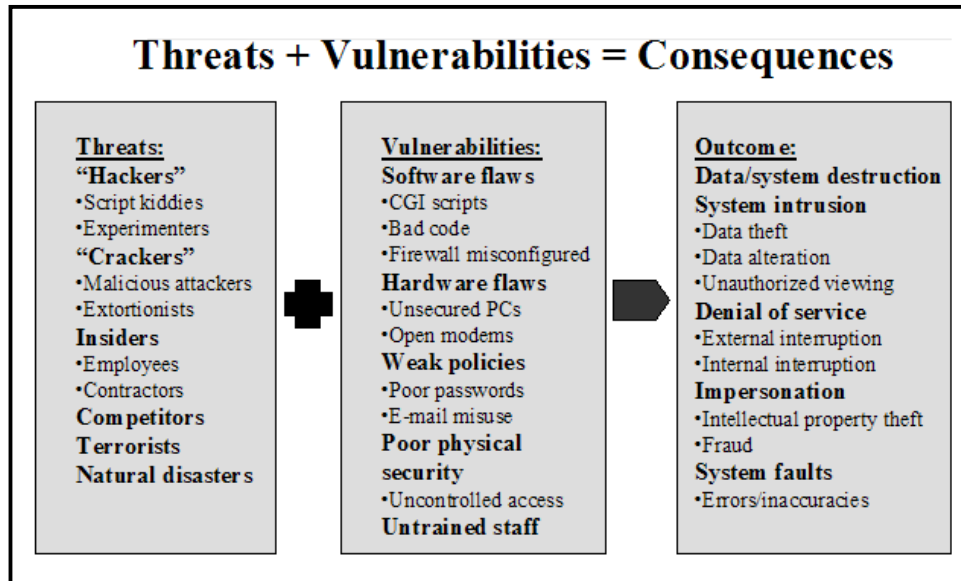 Threats + Vulnerabilities = Consequences
Threats:
“Hackers”
•Script kiddies
•Experimenters
“Crackers”
•Malicious attackers
•Extortionists
Insiders
•Employees
•Contractors
Competitors
Terrorists
Natural disasters
Vulnerabilities:
Software flaws
•CGI scripts
•Bad code
•Firewall misconfigured
Hardware flaws
•Unsecured PCs
•Open modems
Weak policies
•Poor passwords
•E-mail misuse
Poor physical
security
•Uncontrolled access
Untrained staff
Outcome:
Data/system destruction
System intrusion
•Data theft
•Data alteration
•Unauthorized viewing
Denial of service
•External interruption
•Internal interruption
Impersonation
•Intellectual property theft
•Fraud
System faults
•Errors/inaccuracies